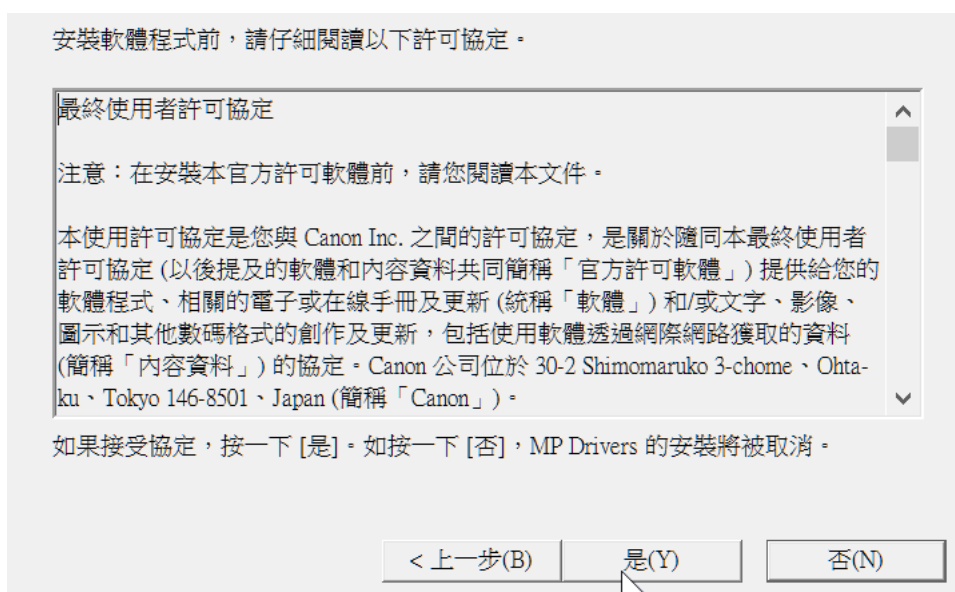 安裝軟體程式前，請仔細閱讀以下許可協定。
最終使用者許可協定
注意：在安裝本官方許可軟體前，請您閱讀本文件。
本使用許可協定是您與 Canon Inc. 之間的許可協定，是關於隨同本最終使用者
許可協定 (以後提及的軟體和內容資料共同簡稱「官方許可軟體」) 提供給您的
軟體程式、相關的電子或在線手冊及更新 (統稱「軟體」) 和/或文字、影像、
圖示和其他數碼格式的創作及更新，包括使用軟體透過網際網路獲取的資料
(簡稱「內容資料」) 的協定。Canon 公司位於 30-2 Shimomaruko 3-chome、Ohta-
ku、Tokyo 146-8501、Japan (簡稱「Canon」)。
如果接受協定，按一下 [是]。如按一下 [否]，MP Drivers 的安裝將被取消。
< 上一步(B)
是(Y)
否(N)